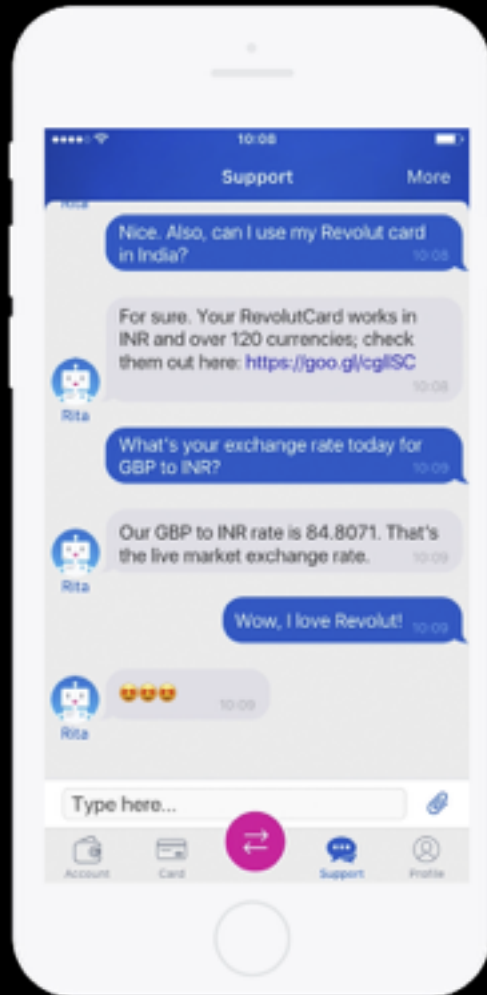 10:08
Support
More
Rita
Nice. Also, can I use my Revolut card
in India?
10:08
For sure. Your RevolutCard works in
INR and over 120 currencies; check
them out here: https://goo.gl/cgllSC
10:08
Rita
What's your exchange rate today for
GBP to INR?
10:09
Our GBP to INR rate is 84.8071. That's
the live market exchange rate.
10:09
Rita
Wow, I love Revolut!
10:09
😍😍😍
10:09
Rita
Type here...
Account
Card
Support
Profile